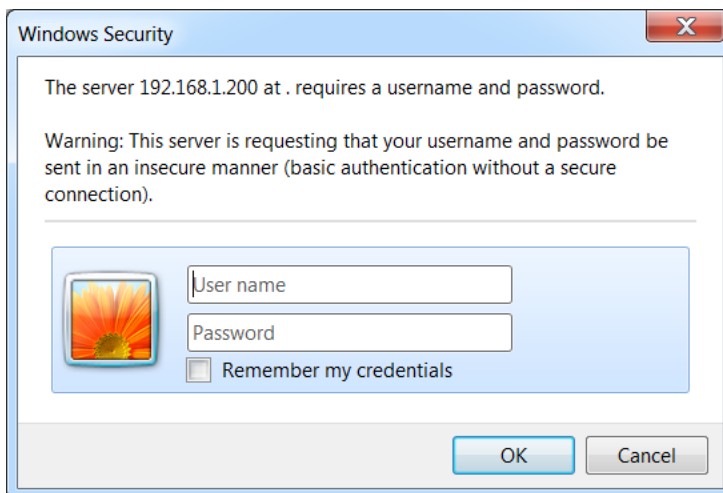 Windows Security
The server 192.168.1.200 at . requires a username and password.
Warning: This server is requesting that your username and password be
sent in an insecure manner (basic authentication without a secure
connection).
User name
Password
Remember my credentials
OK
Cancel